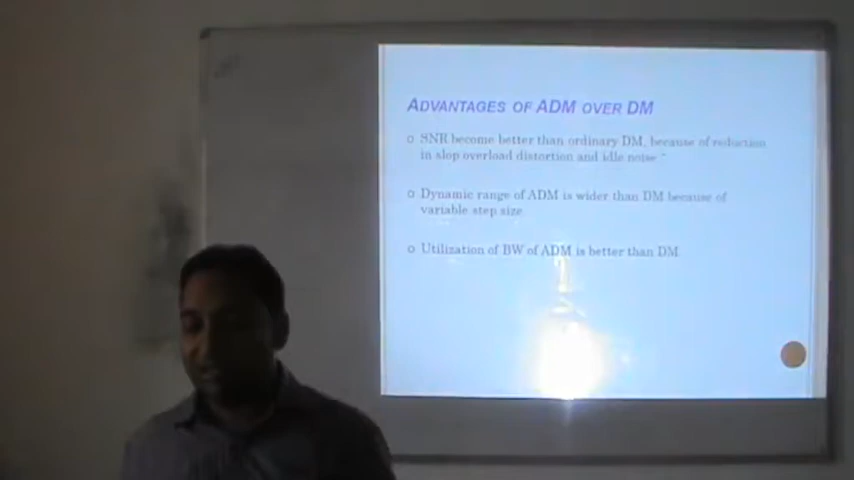 ADVANTAGES OF ADM OVER DM
SNR become better than ordinary DM, because of reduction
in slop overload distortion and idle noise
Dynamic range of ADM is wider than DM because of
variable step size
Utilization of BW of ADM is better than DM